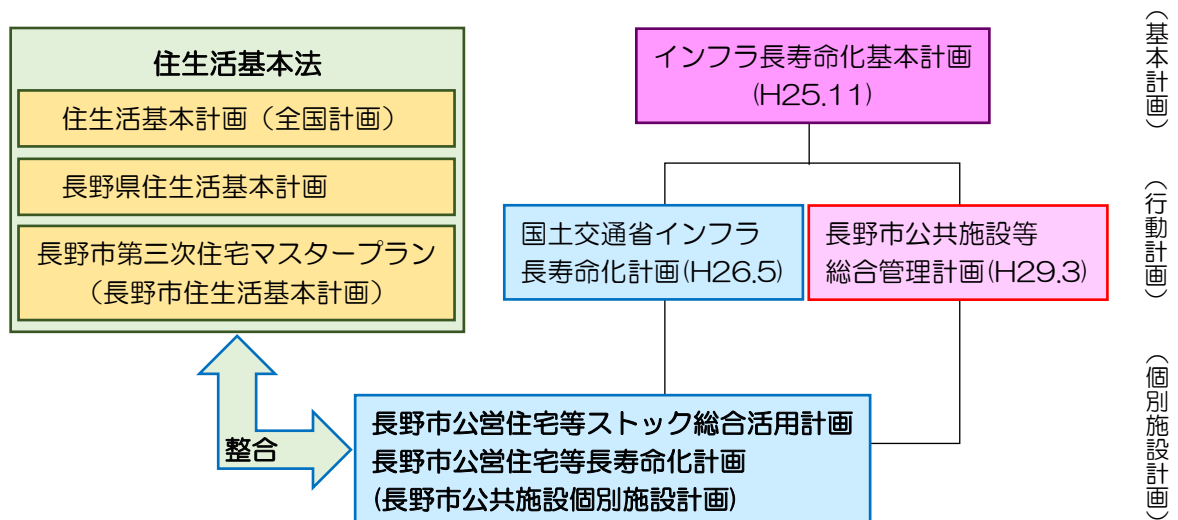 住生活基本法
住生活基本計画（全国計画）
長野県住生活基本計画
長野市第三次住宅マスタープラン
（長野市住生活基本計画）
インフラ長寿命化基本計画
(H25.11)
（基本計画）
国土交通省インフラ
長寿命化計画(H26.5)
長野市公共施設等
総合管理計画(H29.3)
（行動計画）
整合
長野市公営住宅等ストック総合活用計画
長野市公営住宅等長寿命化計画
(長野市公共施設個別施設計画)
（個別施設計画）